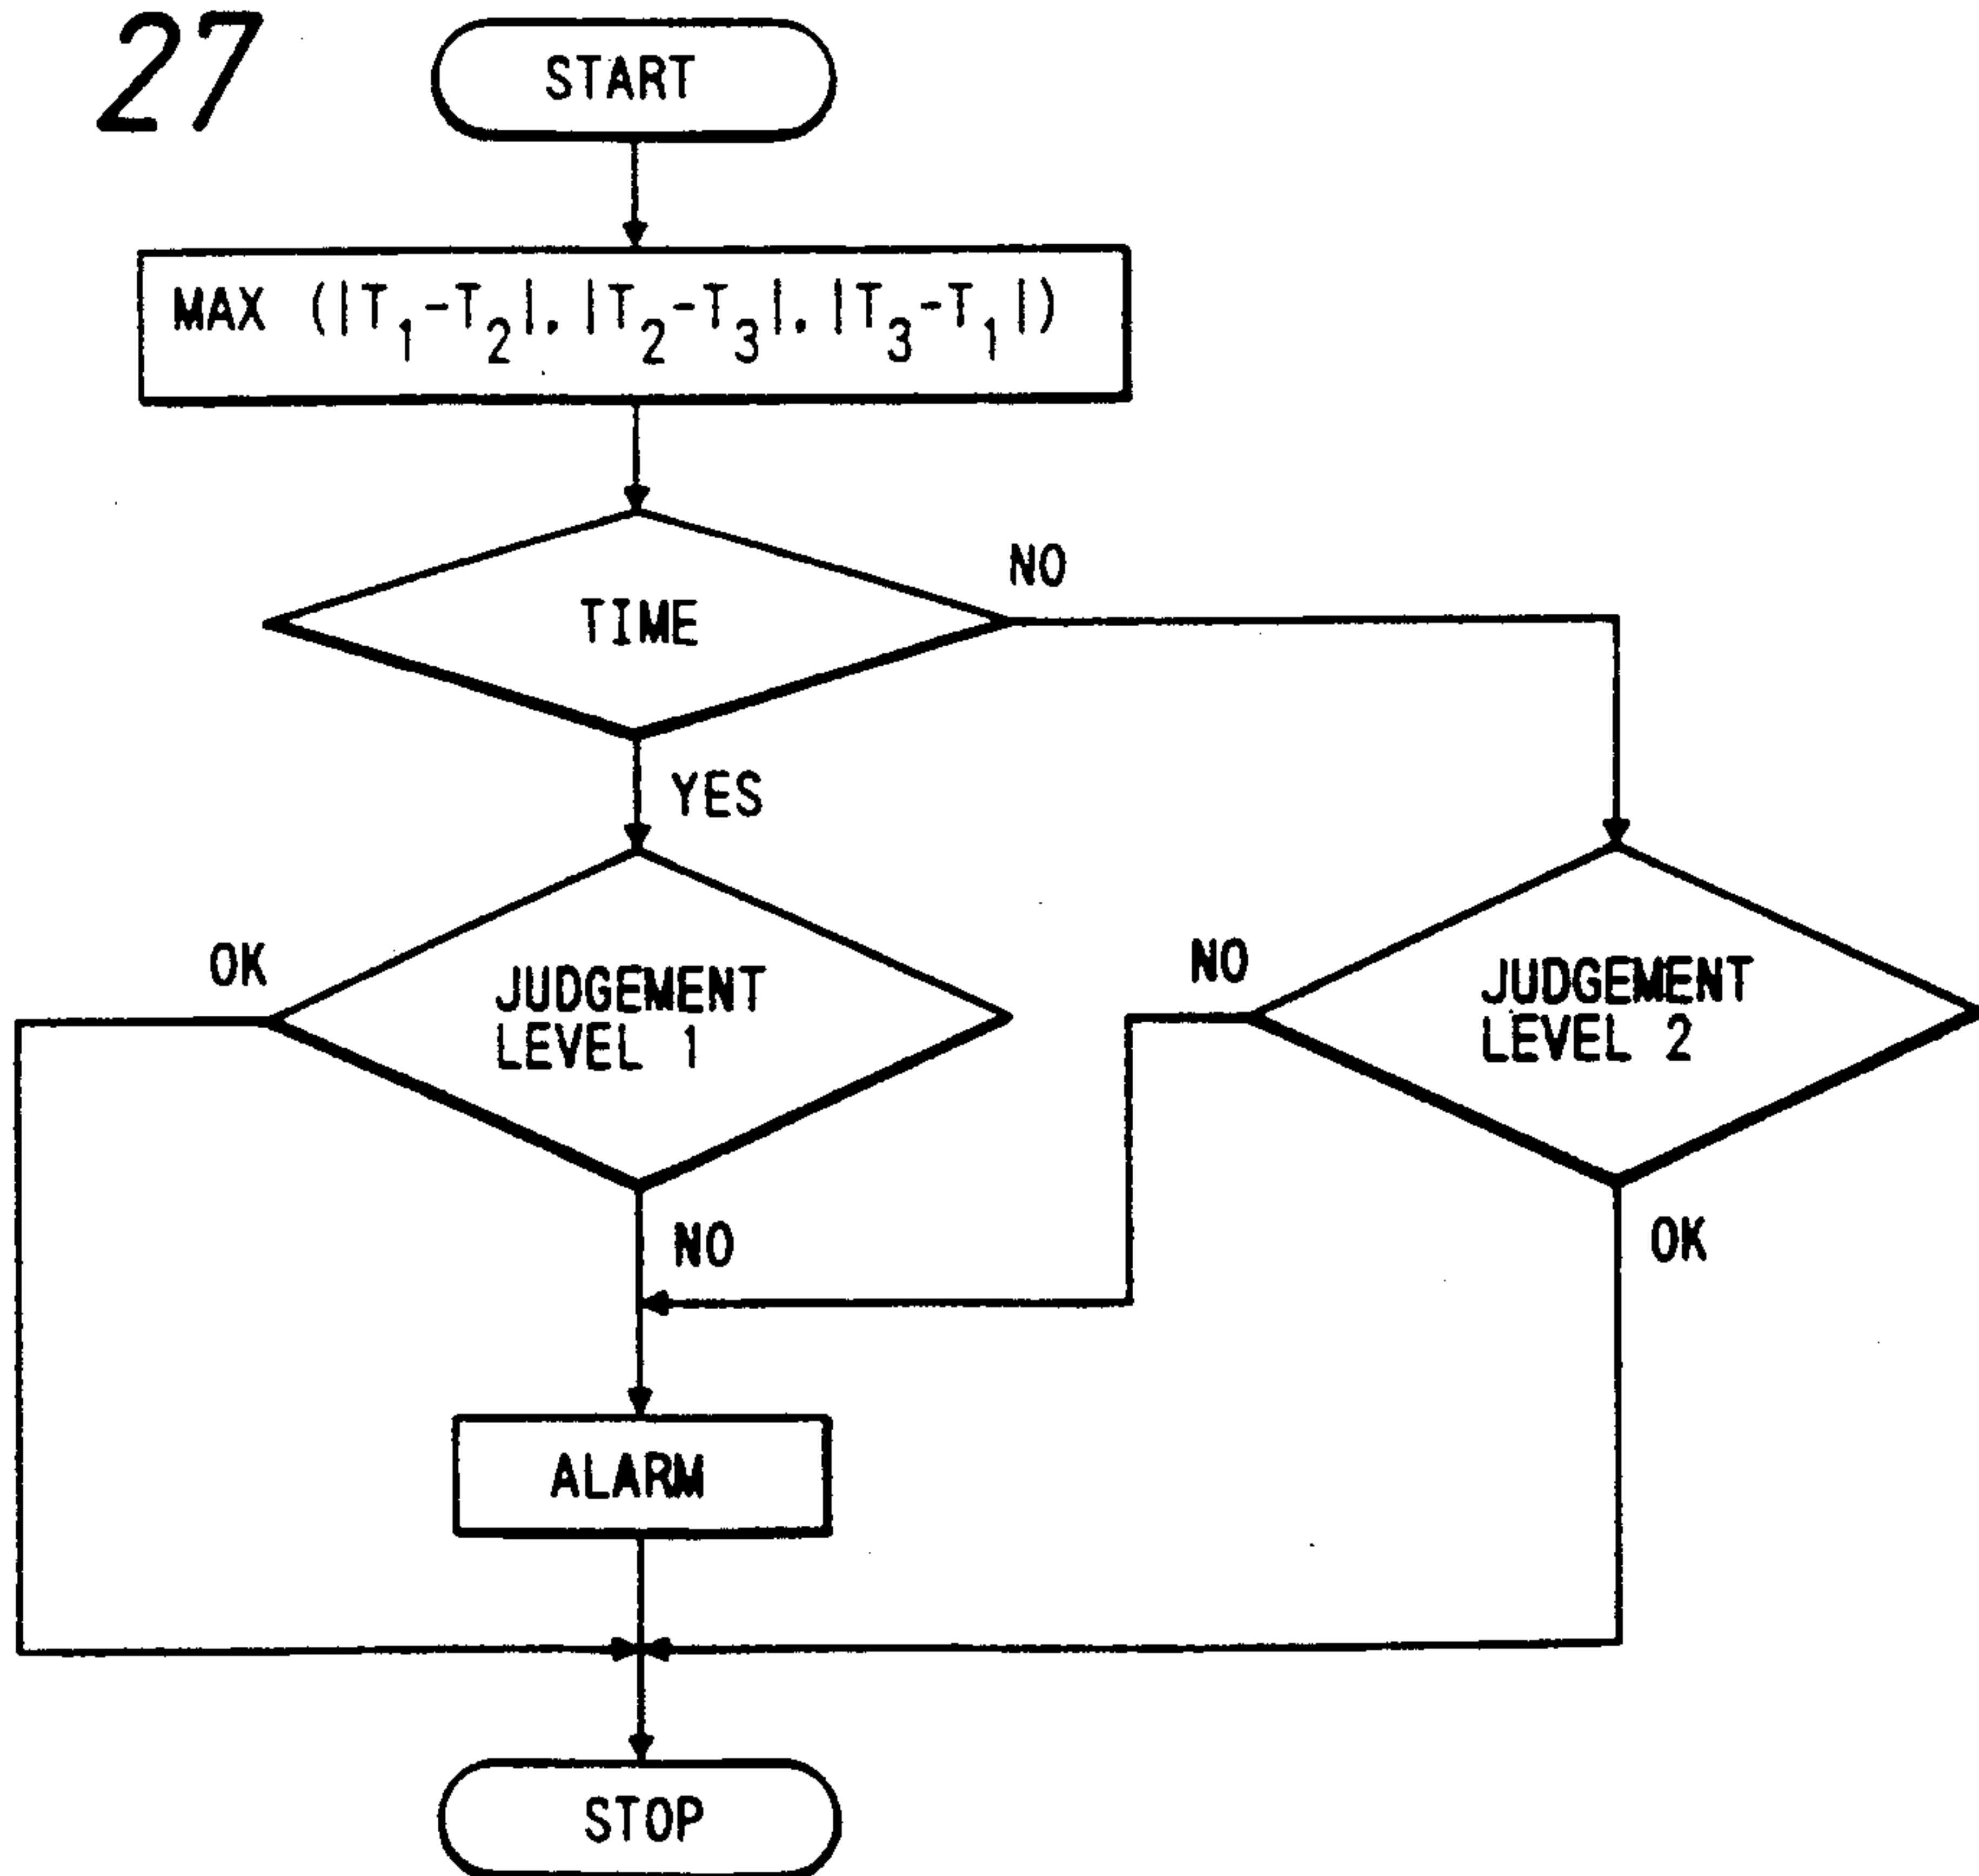 27
START
MAX (|T₁-T₂|, |T₂-T₃|, |T₃-T₁|)
TIME
NO
YES
OK
JUDGEMENT
LEVEL 1
NO
JUDGEMENT
LEVEL 2
NO
OK
ALARM
STOP